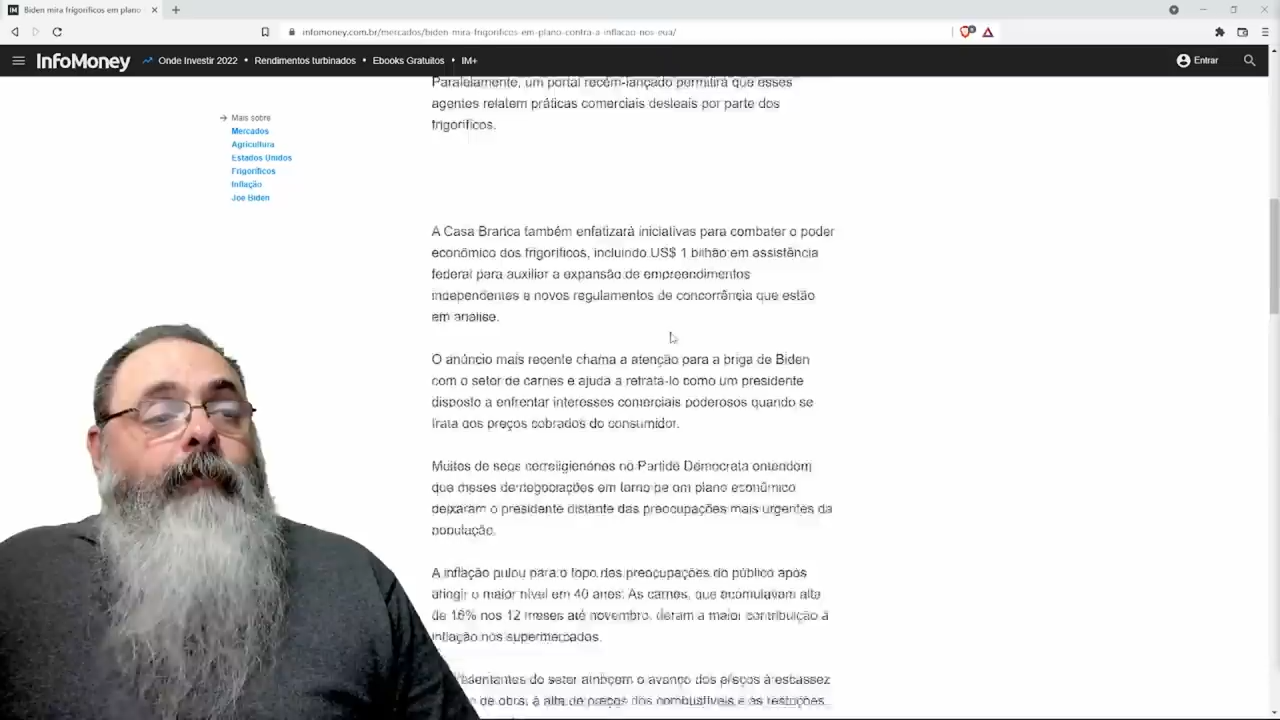 Biden mira frigoríficos em plano
infomoney.com.br/mercados/biden-mira-frigorificos-em-plano-contra-a-inflacao-nos-eua/
InfoMoney
Onde Investir 2022 • Rendimentos turbinados • Ebooks Gratuitos • IM+
Entrar
Mais sobre
Mercados
Agricultura
Estados Unidos
Frigoríficos
Inflação
Joe Biden
Paralelamente, um portal recém-lançado permitirá que esses
agentes relatem práticas comerciais desleais por parte dos
frigoríficos.
A Casa Branca também enfatizará iniciativas para combater o poder
econômico dos frigoríficos, incluindo US$ 1 bilhão em assistência
federal para auxiliar a expansão de empreendimentos
independentes e novos regulamentos de concorrência que estão
em análise.
O anúncio mais recente chama a atenção para a briga de Biden
com o setor de carnes e ajuda a retratá-lo como um presidente
disposto a enfrentar interesses comerciais poderosos quando se
trata dos preços cobrados do consumidor.
Muitos de seus correligionários no Partido Democrata entendem
que meses de negociações em torno de um plano econômico
deixaram o presidente distante das preocupações mais urgentes da
população.
A inflação pulou para o topo das preocupações do público após
atingir o maior nível em 40 anos. As carnes, que acumulavam alta
de 16% nos 12 meses até novembro, deram a maior contribuição à
inflação nos supermercados.
do setor atribuem o avanço dos preços à escassez
de obra, à alta de preços dos combustíveis e às restrições